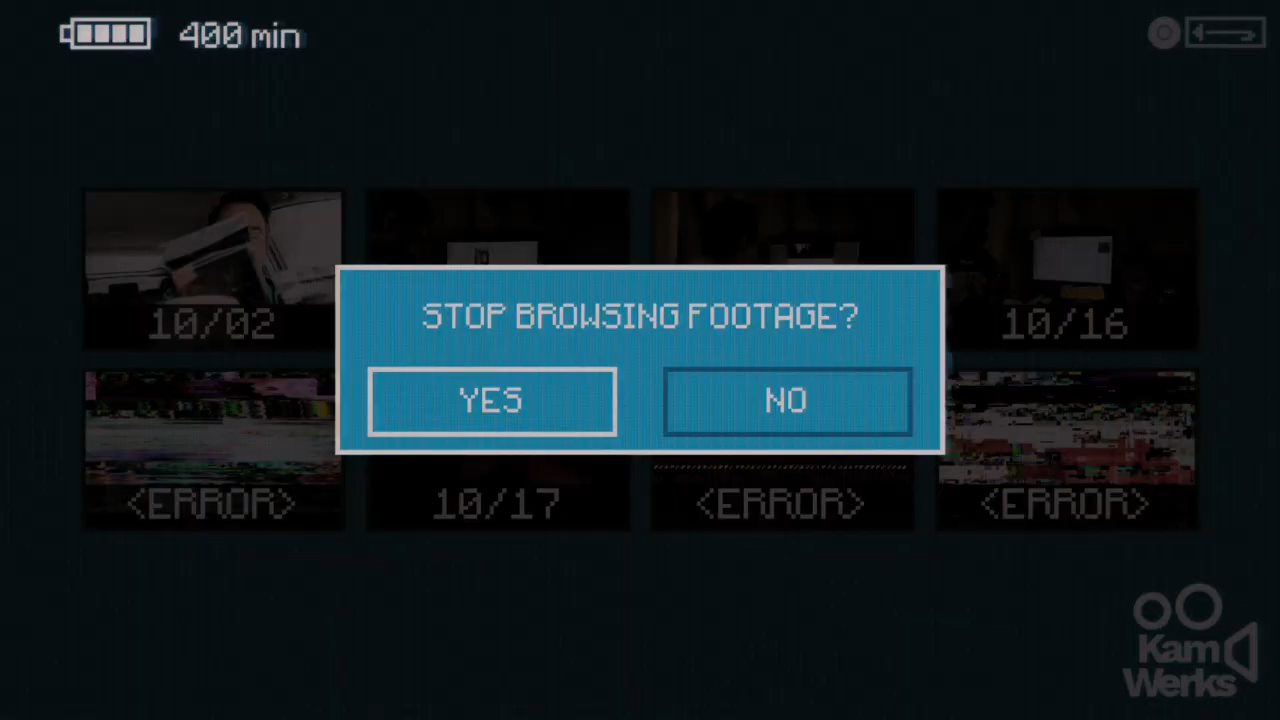 400 min
STOP BROWSING FOOTAGE?
YES NO
10/02 10/16
<ERROR> 10/17 <ERROR> <ERROR>
Kam
Werks